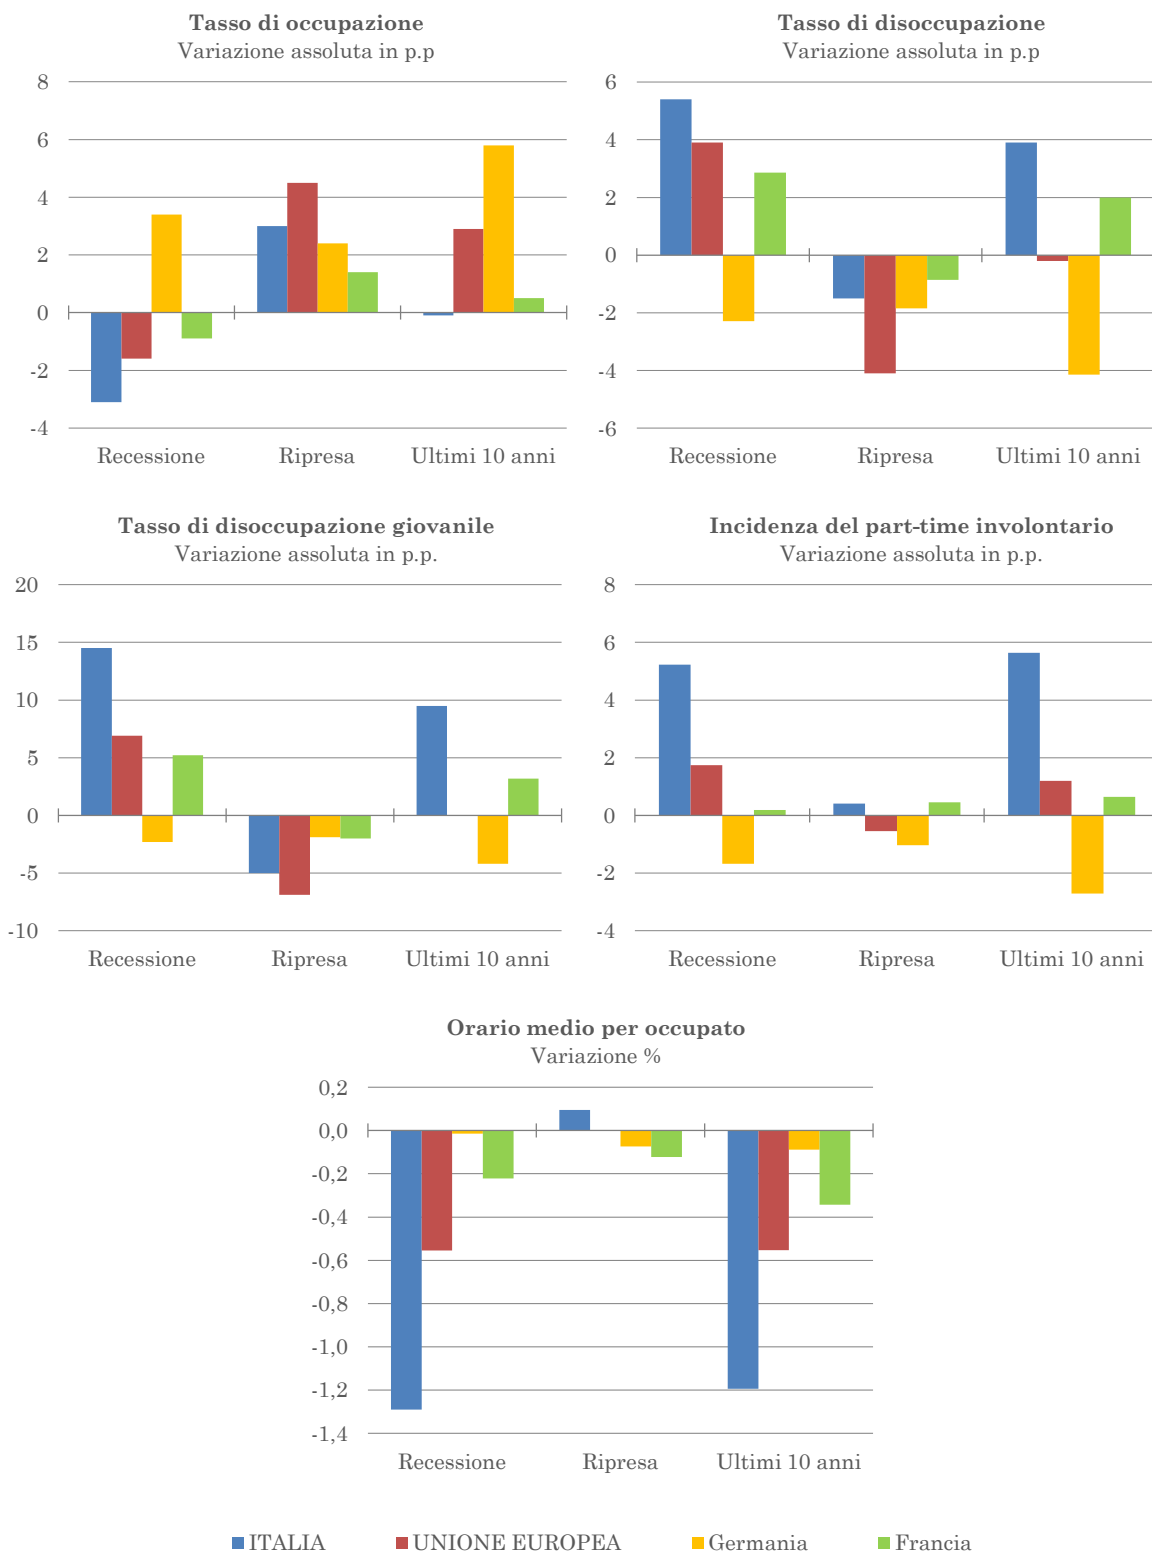 Tasso di occupazione
Variazione assoluta in p.p
8
6
4
2
0
-2
-4
Recessione Ripresa Ultimi 10 anni
Tasso di disoccupazione
Variazione assoluta in p.p
6
4
2
0
-2
-4
-6
Recessione Ripresa Ultimi 10 anni
Tasso di disoccupazione giovanile
Variazione assoluta in p.p.
20
15
10
5
0
-5
-10
Recessione Ripresa Ultimi 10 anni
Incidenza del part-time involontario
Variazione assoluta in p.p.
8
6
4
2
0
-2
-4
Recessione Ripresa Ultimi 10 anni
Orario medio per occupato
Variazione %
0,2
0,0
-0,2
-0,4
-0,6
-0,8
-1,0
-1,2
-1,4
Recessione Ripresa Ultimi 10 anni
ITALIA UNIONE EUROPEA Germania Francia